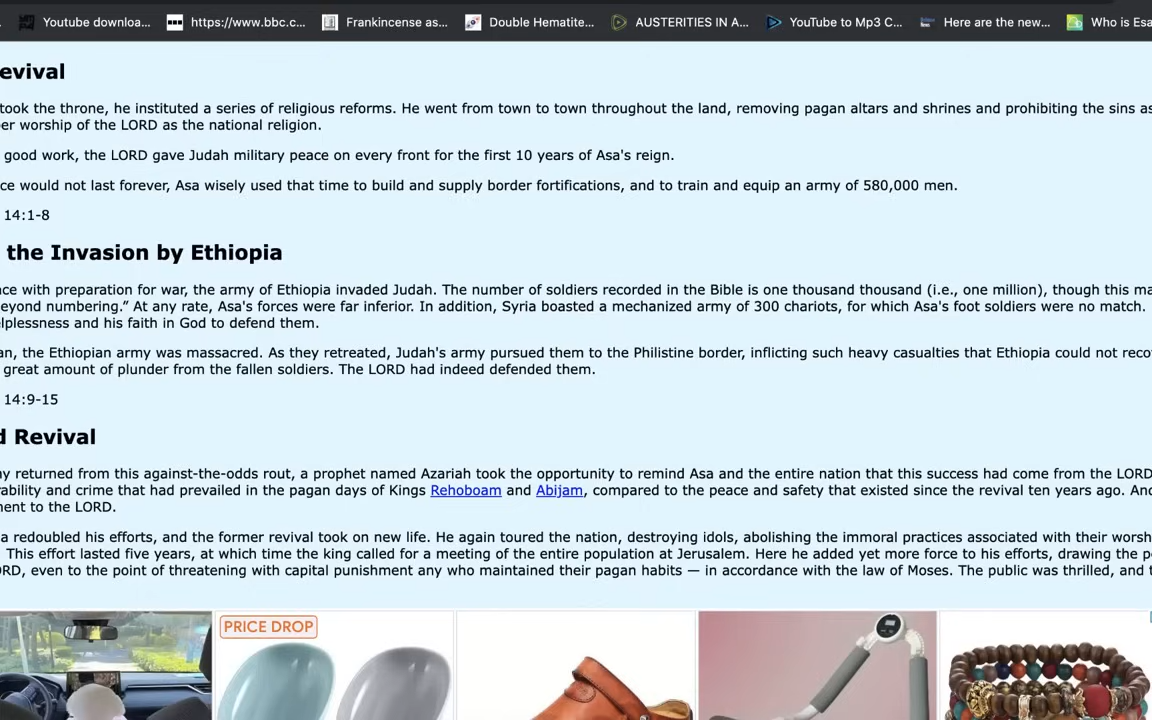 Youtube downloa... https://www.bbc.c... Frankincense as... Double Hematite... AUSTERITIES IN A... YouTube to Mp3 C... Here are the new... Who is Esa
evival
took the throne, he instituted a series of religious reforms. He went from town to town throughout the land, removing pagan altars and shrines and prohibiting the sins as
er worship of the LORD as the national religion.
good work, the LORD gave Judah military peace on every front for the first 10 years of Asa's reign.
ce would not last forever, Asa wisely used that time to build and supply border fortifications, and to train and equip an army of 580,000 men.
14:1-8
the Invasion by Ethiopia
nce with preparation for war, the army of Ethiopia invaded Judah. The number of soldiers recorded in the Bible is one thousand thousand (i.e., one million), though this ma
eyond numbering.” At any rate, Asa's forces were far inferior. In addition, Syria boasted a mechanized army of 300 chariots, for which Asa's foot soldiers were no match.
lplessness and his faith in God to defend them.
an, the Ethiopian army was massacred. As they retreated, Judah's army pursued them to the Philistine border, inflicting such heavy casualties that Ethiopia could not reco
great amount of plunder from the fallen soldiers. The LORD had indeed defended them.
14:9-15
d Revival
ny returned from this against-the-odds rout, a prophet named Azariah took the opportunity to remind Asa and the entire nation that this success had come from the LORD
rability and crime that had prevailed in the pagan days of Kings Rehoboam and Abijam, compared to the peace and safety that existed since the revival ten years ago. And
ment to the LORD.
a redoubled his efforts, and the former revival took on new life. He again toured the nation, destroying idols, abolishing the immoral practices associated with their worsh
This effort lasted five years, at which time the king called for a meeting of the entire population at Jerusalem. Here he added yet more force to his efforts, drawing the p
RD, even to the point of threatening with capital punishment any who maintained their pagan habits — in accordance with the law of Moses. The public was thrilled, and t
PRICE DROP